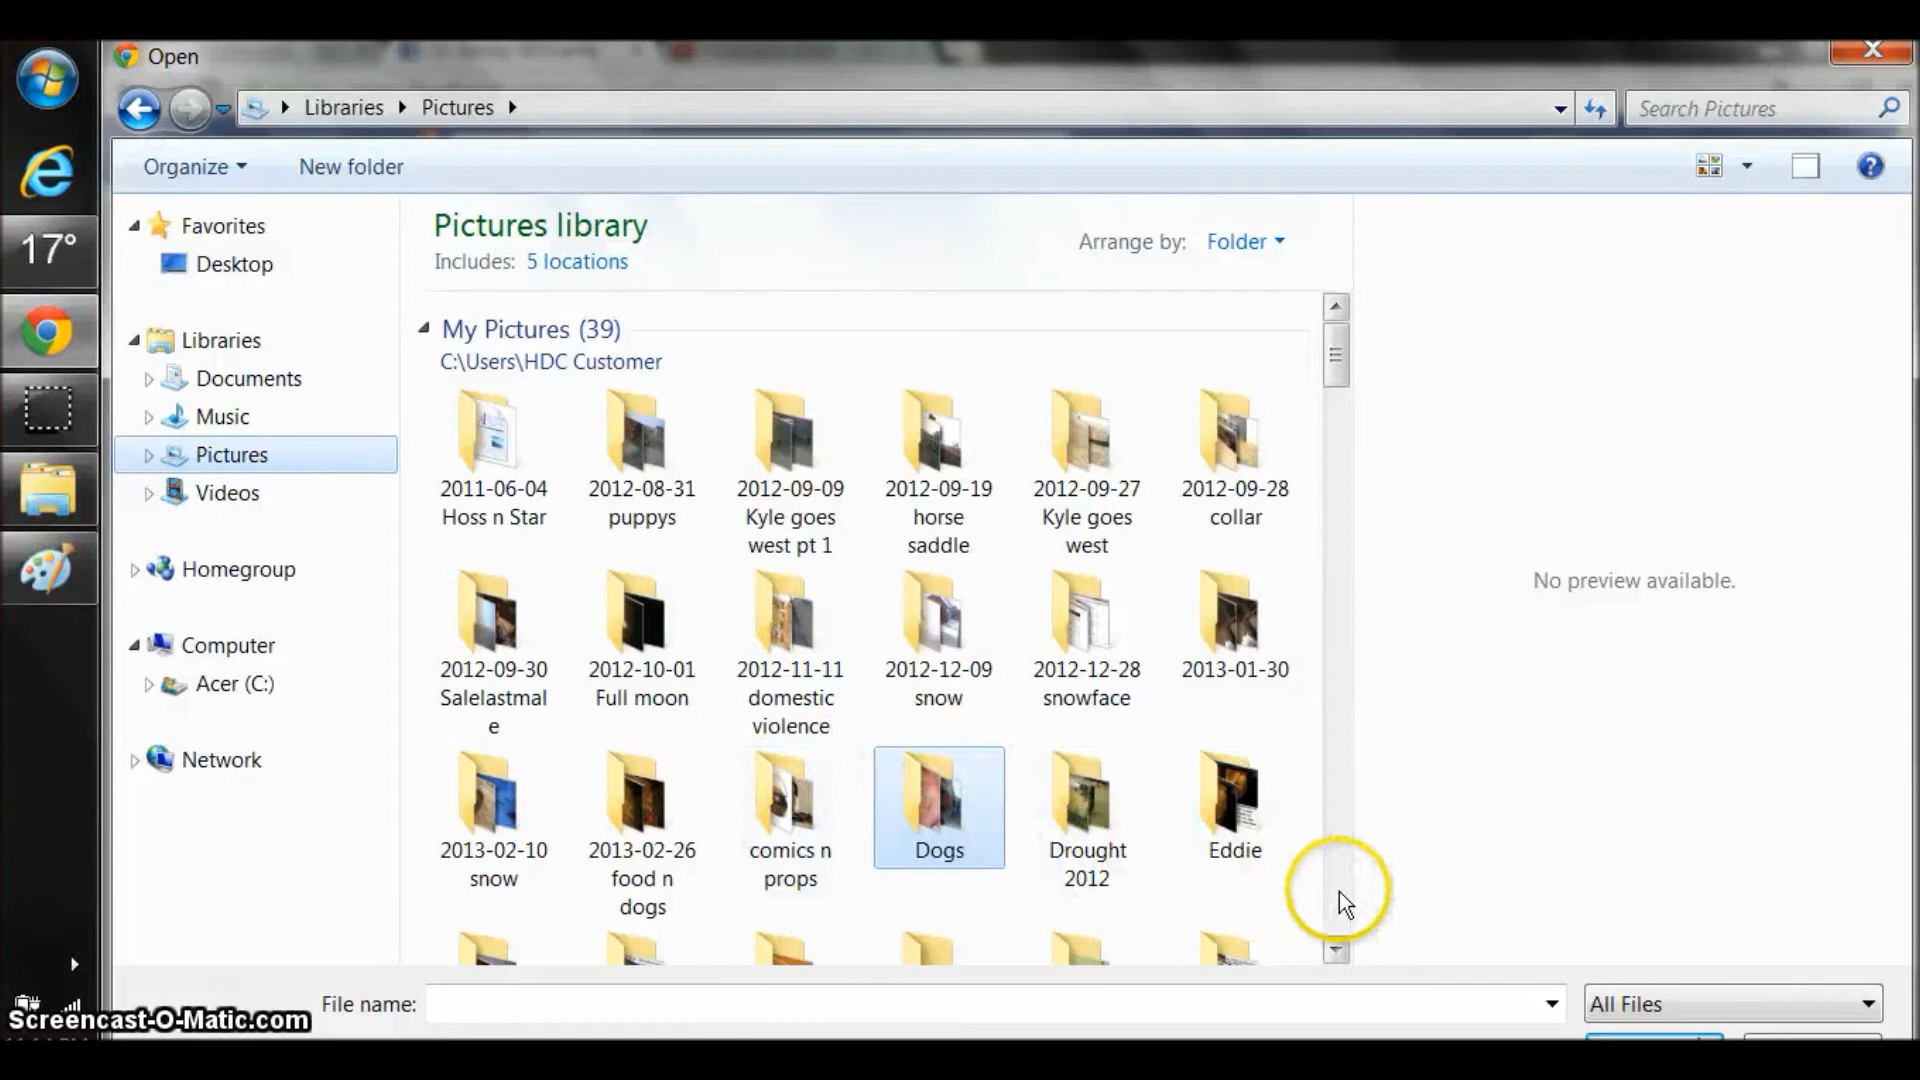 Open
Libraries Pictures
Search Pictures
Organize New folder
17°
Favorites
Desktop
Libraries
Documents
Music
Pictures
Videos
Homegroup
Computer
Acer (C:)
Network
Pictures library
Includes: 5 locations
Arrange by: Folder
My Pictures (39)
C:\Users\HDC Customer
2011-06-04
Hoss n Star
2012-08-31
puppys
2012-09-09
Kyle goes
west pt 1
2012-09-19
horse
saddle
2012-09-27
Kyle goes
west
2012-09-28
collar
2012-09-30
Salelastmal
e
2012-10-01
Full moon
2012-11-11
domestic
violence
2012-12-09
snow
2012-12-28
snowface
2013-01-30
2013-02-10
snow
2013-02-26
food n
dogs
comics n
props
Dogs
Drought
2012
Eddie
No preview available.
File name:
All Files
Screencast-O-Matic.com